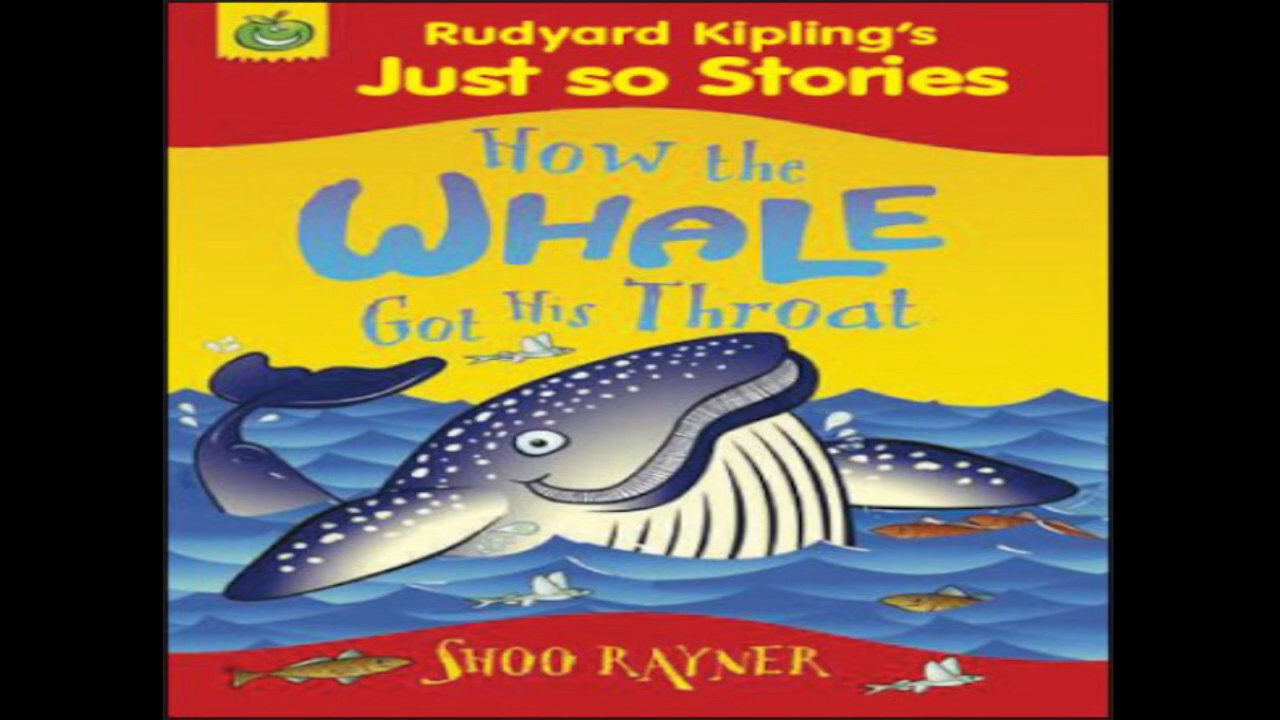 Rudyard Kipling's
Just so Stories
How the
WHALE
Got His Throat
SHOO RAYNER